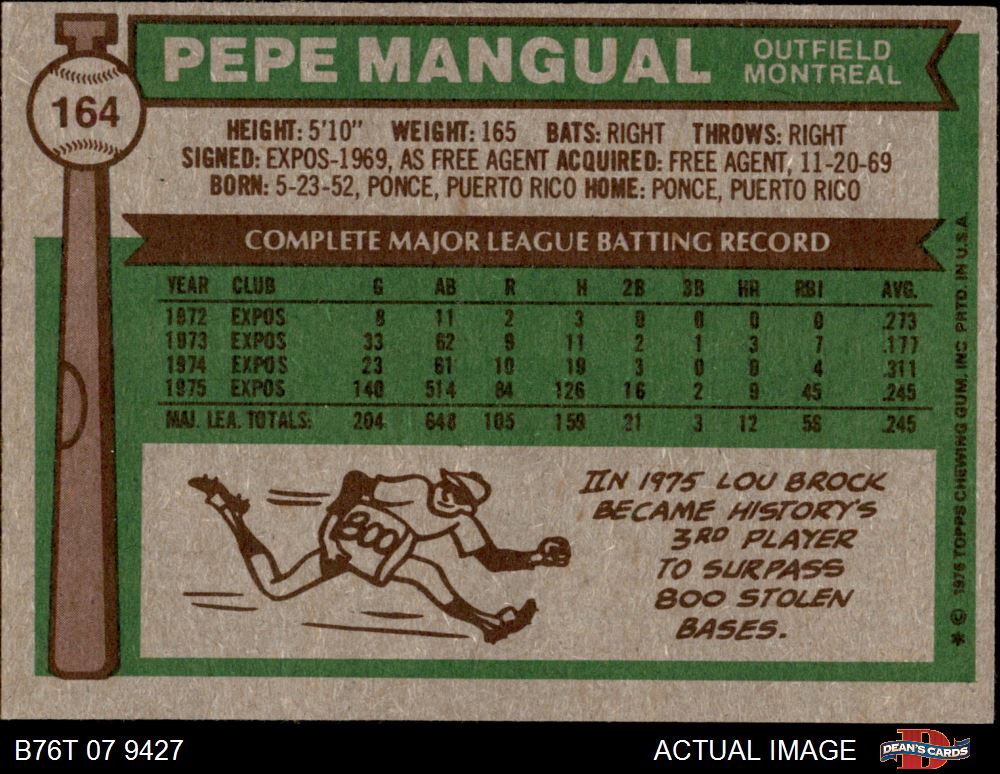 164
PEPE MANGUAL
OUTFIELD
MONTREAL
HEIGHT: 5'10" WEIGHT: 165 BATS: RIGHT THROWS: RIGHT
SIGNED: EXPOS-1969, AS FREE AGENT ACQUIRED: FREE AGENT, 11-20-69
BORN: 5-23-52, PONCE, PUERTO RICO HOME: PONCE, PUERTO RICO
COMPLETE MAJOR LEAGUE BATTING RECORD
YEAR CLUB G AB R H 2B 3B HR RBI AVG.
1972 EXPOS 8 11 2 3 0 0 0 0 .273
1973 EXPOS 33 62 9 11 2 1 3 7 .177
1974 EXPOS 23 61 10 19 3 0 0 4 .311
1975 EXPOS 140 514 84 126 16 2 9 45 .245
MAJ. LEA. TOTALS: 204 648 105 159 21 3 12 56 .245
800
IN 1975 LOU BROCK
BECAME HISTORY'S
3RD PLAYER
TO SURPASS
800 STOLEN
BASES.
* © 1976 TOPPS CHEWING GUM, INC. PRTD. IN U.S.A.
B76T 07 9427
ACTUAL IMAGE
DEAN'S CARDS